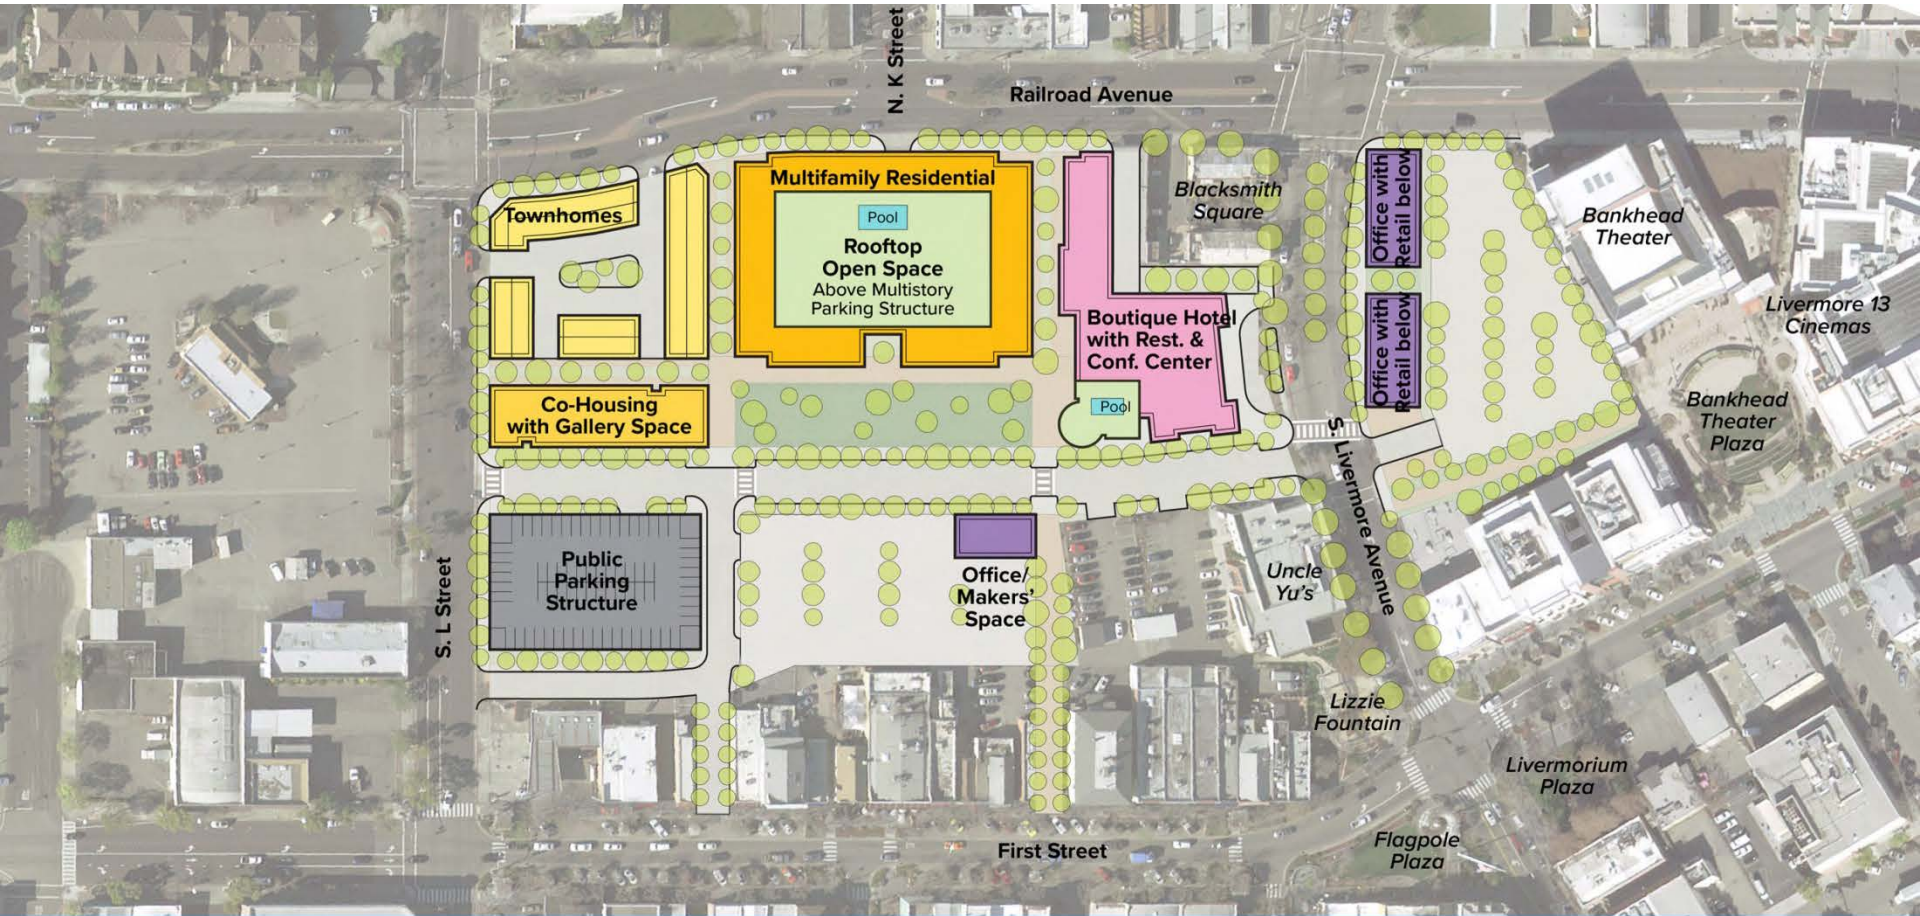 N. K Street
Railroad Avenue
Multifamily Residential
Pool
Rooftop
Open Space
Above Multistory
Parking Structure
Townhomes
Blacksmith
Square
Office with
Retail below
Bankhead
Theater
Livermore 13
Cinemas
Boutique Hotel
with Rest. &
Conf. Center
Pool
Office with
Retail below
Bankhead
Theater
Plaza
Co-Housing
with Gallery Space
S. Livermore Avenue
Public
Parking
Structure
Office/
Makers'
Space
Uncle
Yu's
S. L Street
Lizzie
Fountain
Livermorium
Plaza
First Street
Flagpole
Plaza